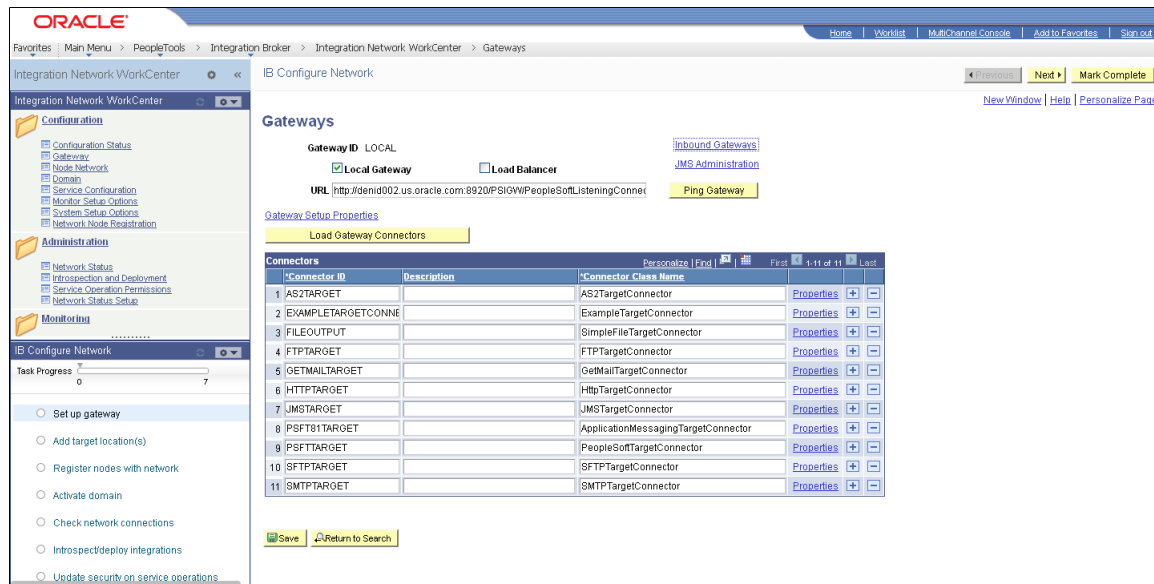 ORACLE'
Home | Worklist | MultiChannel Console | Add to Favorites | Sign out
Favorites | Main Menu > PeopleTools > Integration Broker > Integration Network WorkCenter > Gateways
Integration Network WorkCenter
Integration Network WorkCenter
Configuration
Configuration Status
Gateway
Node Network
Domain
Service Configuration
Monitor Setup Options
System Setup Options
Network Node Registration
Administration
Network Status
Introspection and Deployment
Service Operation Permissions
Network Status Setup
Monitoring
IB Configure Network
Task Progress
0 7
Set up gateway
Add target location(s)
Register nodes with network
Activate domain
Check network connections
Introspect/deploy integrations
Update security on service operations
IB Configure Network
Previous Next Mark Complete
New Window | Help | Personalize Page
Gateways
Gateway ID LOCAL Inbound Gateways
Local Gateway Load Balancer JMS Administration
URL http://denid002.us.oracle.com:8920/PSIGW/PeopleSoftListeningConnec Ping Gateway
Gateway Setup Properties
Load Gateway Connectors
Connectors Personalize | Find | First 1-11 of 11 Last
*Connector ID Description *Connector Class Name
1 AS2TARGET AS2TargetConnector Properties + -
2 EXAMPLETARGETCONNE ExampleTargetConnector Properties + -
3 FILEOUTPUT SimpleFileTargetConnector Properties + -
4 FTPTARGET FTPTargetConnector Properties + -
5 GETMAILTARGET GetMailTargetConnector Properties + -
6 HTTPTARGET HttpTargetConnector Properties + -
7 JMSTARGET JMSTargetConnector Properties + -
8 PSFT81TARGET ApplicationMessagingTargetConnector Properties + -
9 PSFTTARGET PeopleSoftTargetConnector Properties + -
10 SFTPTARGET SFTPTargetConnector Properties + -
11 SMTPTARGET SMTPTargetConnector Properties + -
Save Return to Search